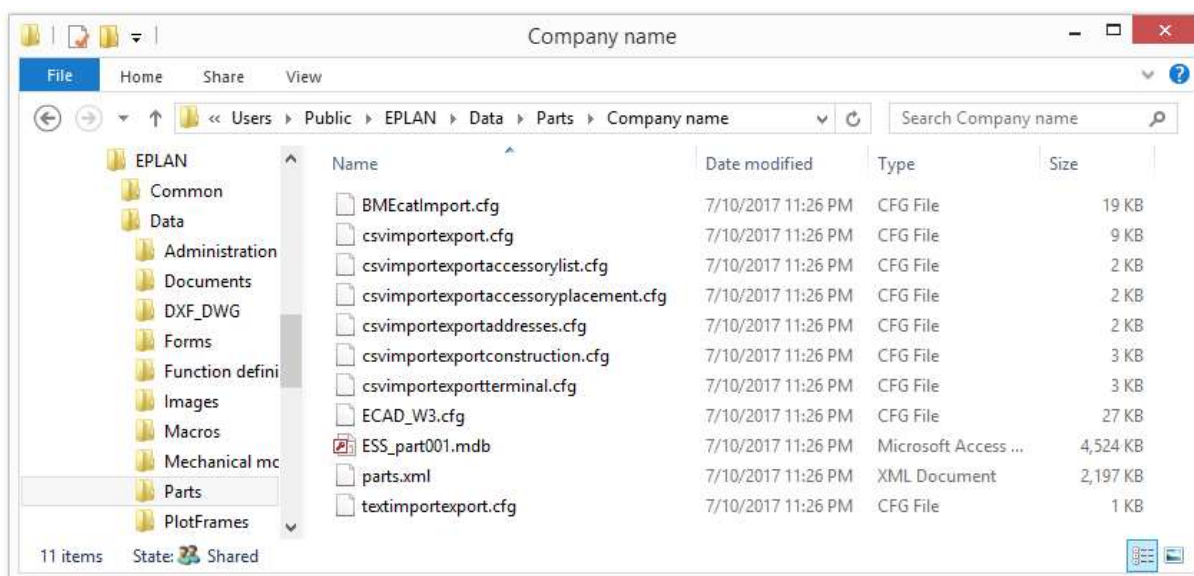 Company name
File Home Share View
« Users Public EPLAN Data Parts Company name Search Company name
EPLAN
Common
Data
Administration
Documents
DXF_DWG
Forms
Function defini
Images
Macros
Mechanical mc
Parts
PlotFrames
Name Date modified Type Size
BMEcatImport.cfg 7/10/2017 11:26 PM CFG File 19 KB
csvimportexport.cfg 7/10/2017 11:26 PM CFG File 9 KB
csvimportexportaccessorylist.cfg 7/10/2017 11:26 PM CFG File 2 KB
csvimportexportaccessoryplacement.cfg 7/10/2017 11:26 PM CFG File 2 KB
csvimportexportaddresses.cfg 7/10/2017 11:26 PM CFG File 2 KB
csvimportexportconstruction.cfg 7/10/2017 11:26 PM CFG File 3 KB
csvimportexportterminal.cfg 7/10/2017 11:26 PM CFG File 3 KB
ECAD_W3.cfg 7/10/2017 11:26 PM CFG File 27 KB
ESS_part001.mdb 7/10/2017 11:26 PM Microsoft Access ... 4,524 KB
parts.xml 7/10/2017 11:26 PM XML Document 2,197 KB
textimportexport.cfg 7/10/2017 11:26 PM CFG File 1 KB
11 items State: Shared